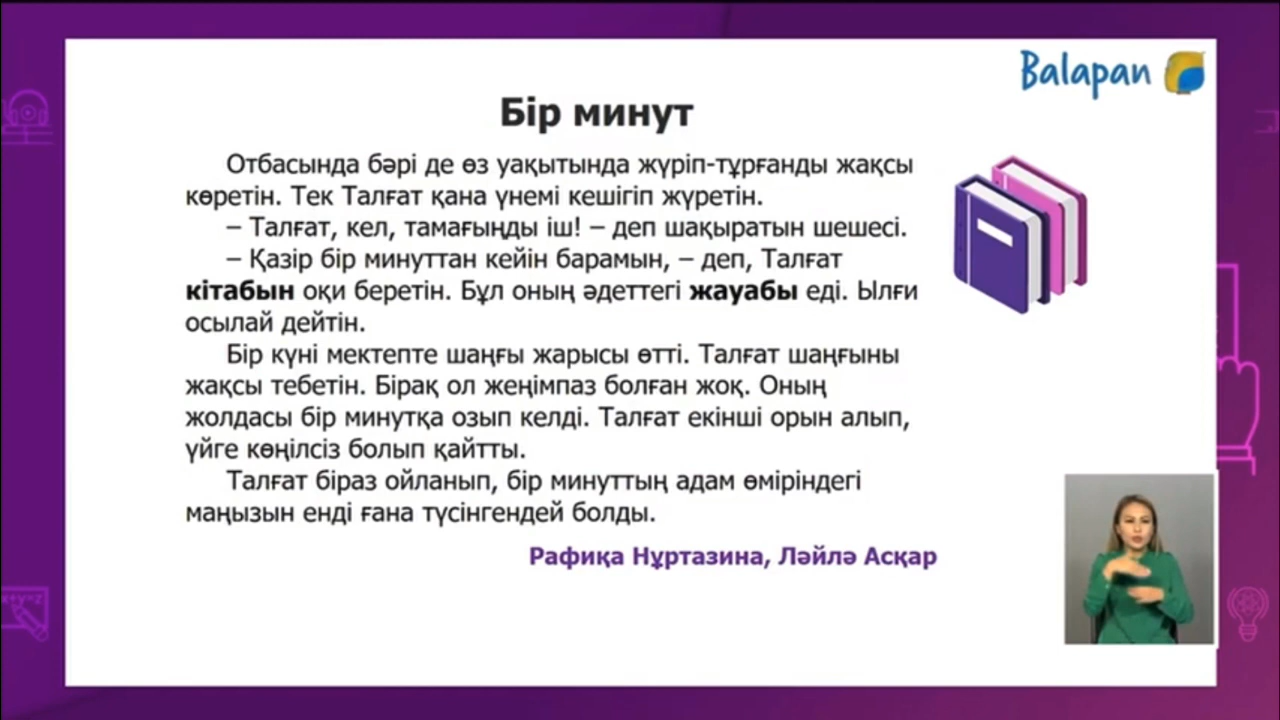 Balapan
Бір минут
Отбасында бәрі де өз уақытында жүріп-тұрғанды жақсы
көретін. Тек Талғат қана үнемі кешігіп жүретін.
– Талғат, кел, тамағыңды іш! – деп шақыратын шешесі.
– Қазір бір минуттан кейін барамын, – деп, Талғат
кітабын оқи беретін. Бұл оның әдеттегі жауабы еді. Ылғи
осылай дейтін.
Бір күні мектепте шаңғы жарысы өтті. Талғат шаңғыны
жақсы тебетін. Бірақ ол жеңімпаз болған жоқ. Оның
жолдасы бір минутқа озып келді. Талғат екінші орын алып,
үйге көңілсіз болып қайтты.
Талғат біраз ойланып, бір минуттың адам өміріндегі
маңызын енді ғана түсінгендей болды.
Рафиқа Нұртазина, Ләйлә Асқар
x+y=z